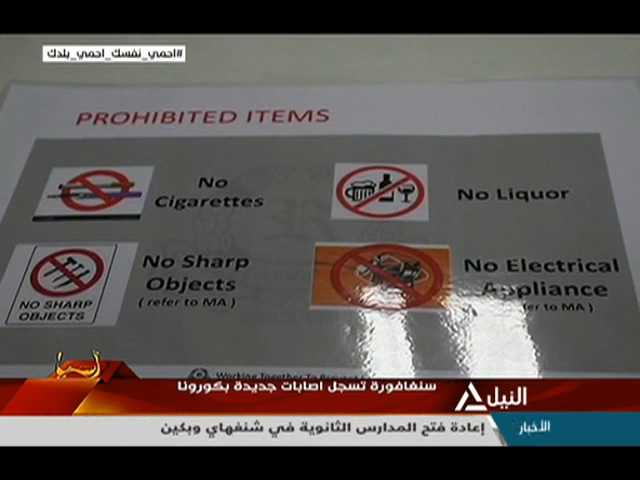 #احمي_نفسك_احمي_بلدك
PROHIBITED ITEMS
No
Cigarettes
No Liquor
NO SHARP
OBJECTS
No Sharp
Objects
( refer to MA )
No Electrical
Appliance
(refer to MA )
Working Together To
آسيا
سنغافورة تسجل اصابات جديدة بكورونا
النيل
الأخبار
إعادة فتح المدارس الثانوية في شنغهاي وبكين